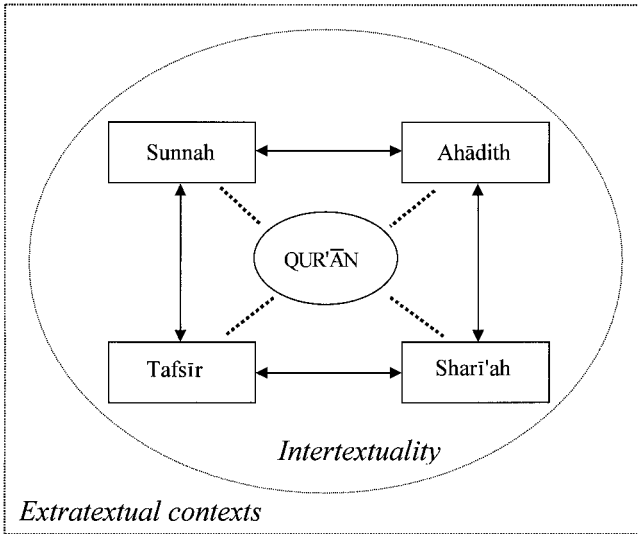 Sunnah
Ahādith
QUR'ĀN
Tafsīr
Sharī'ah
Intertextuality
Extratextual contexts